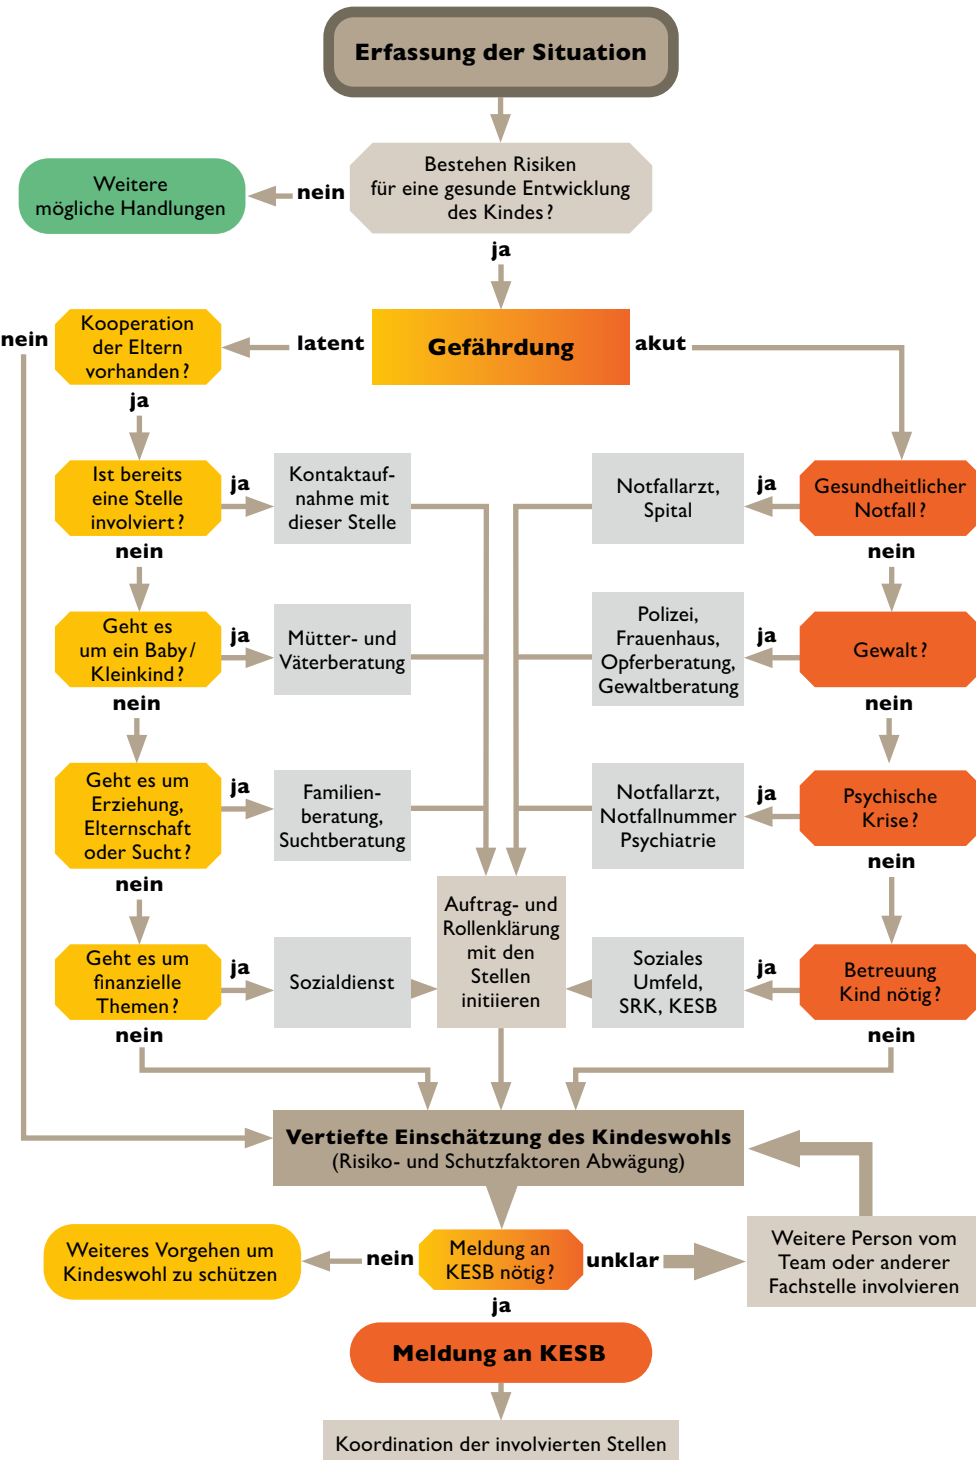 Erfassung der Situation
Bestehen Risiken
für eine gesunde Entwicklung
des Kindes?
nein
Weitere
mögliche Handlungen
ja
Gefährdung
latent
akut
Kooperation
der Eltern
vorhanden?
nein
ja
Ist bereits
eine Stelle
involviert?
ja
Kontaktauf-
nahme mit
dieser Stelle
nein
Geht es
um ein Baby/
Kleinkind?
ja
Mütter- und
Väterberatung
nein
Geht es um
Erziehung,
Elternschaft
oder Sucht?
ja
Familien-
beratung,
Suchtberatung
nein
Geht es um
finanzielle
Themen?
ja
Sozialdienst
nein
Gesundheitlicher
Notfall?
ja
Notfallarzt,
Spital
nein
Gewalt?
ja
Polizei,
Frauenhaus,
Opferberatung,
Gewaltberatung
nein
Psychische
Krise?
ja
Notfallarzt,
Notfallnummer
Psychiatrie
nein
Betreuung
Kind nötig?
ja
Soziales
Umfeld,
SRK, KESB
nein
Auftrag- und
Rollenklärung
mit den
Stellen
initiieren
Vertiefte Einschätzung des Kindeswohls
(Risiko- und Schutzfaktoren Abwägung)
Meldung an
KESB nötig?
nein
Weiteres Vorgehen um
Kindeswohl zu schützen
unklar
Weitere Person vom
Team oder anderer
Fachstelle involvieren
ja
Meldung an KESB
Koordination der involvierten Stellen